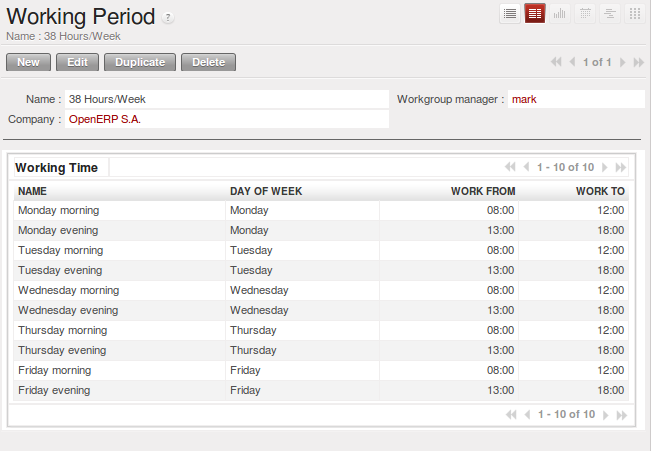 Working Period ?
Name : 38 Hours/Week
New Edit Duplicate Delete 1 of 1
Name : 38 Hours/Week Workgroup manager : mark
Company : OpenERP S.A.
Working Time 1 - 10 of 10
NAME DAY OF WEEK WORK FROM WORK TO
Monday morning Monday 08:00 12:00
Monday evening Monday 13:00 18:00
Tuesday morning Tuesday 08:00 12:00
Tuesday evening Tuesday 13:00 18:00
Wednesday morning Wednesday 08:00 12:00
Wednesday evening Wednesday 13:00 18:00
Thursday morning Thursday 08:00 12:00
Thursday evening Thursday 13:00 18:00
Friday morning Friday 08:00 12:00
Friday evening Friday 13:00 18:00
1 - 10 of 10